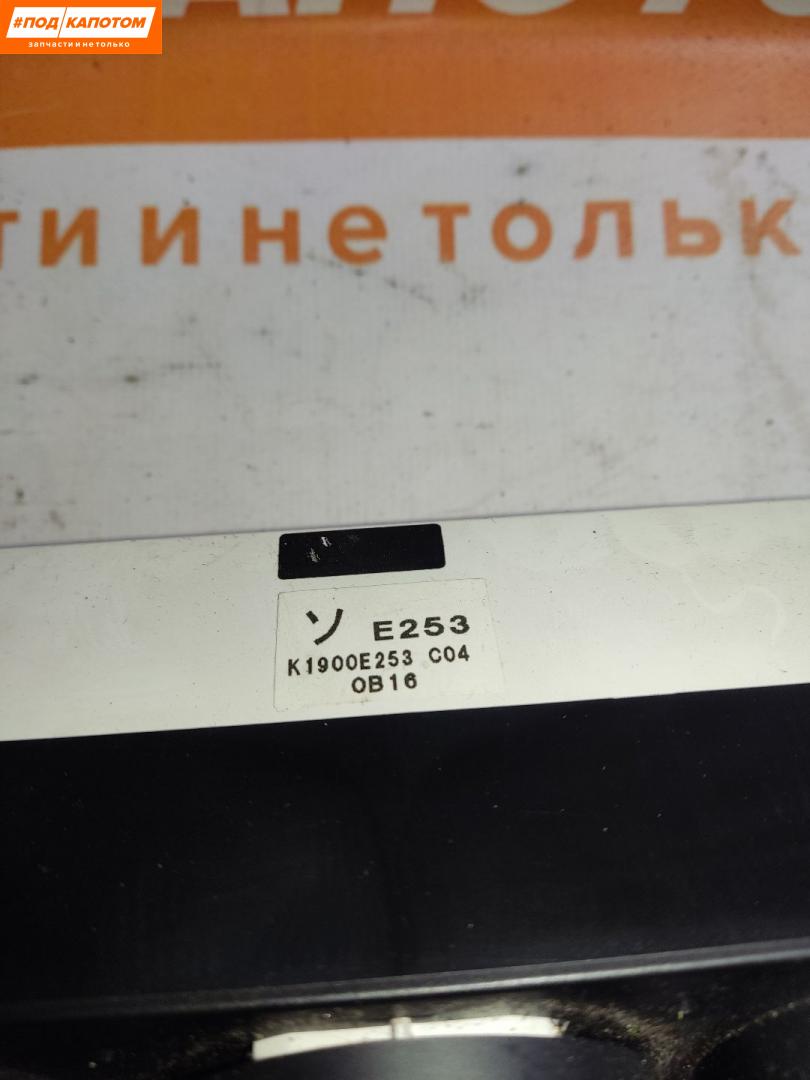 #ПОД КАПОТОМ
запчасти и не только
ти и не тольк
ソ E253
K1900E253 C04
0B16